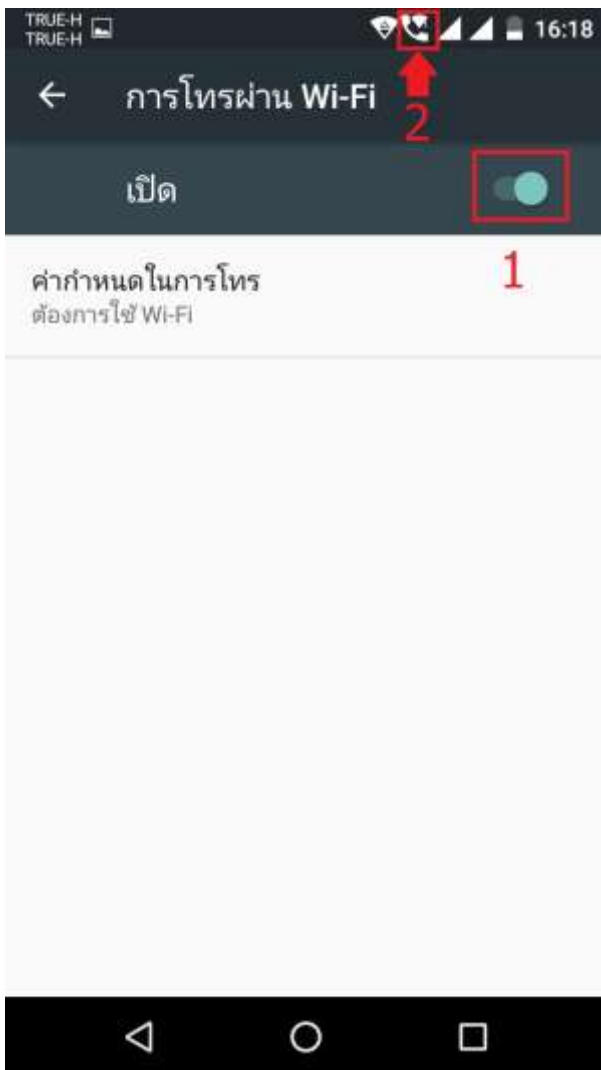 TRUE-H
TRUE-H
16:18
การโทรผ่าน Wi-Fi
2
เปิด
1
ค่ากำหนดในการโทร
ต้องการใช้ Wi-Fi